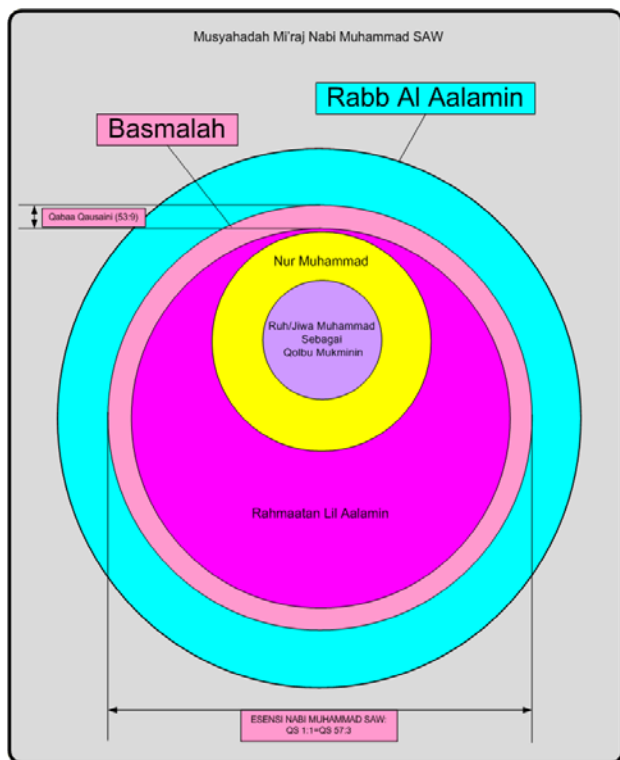 Musyahadah Mi'raj Nabi Muhammad SAW
Rabb Al Aalamin
Basmalah
Qabaa Qausaini (53:9)
Nur Muhammad
Ruh/Jiwa Muhammad
Sebagai
Qolbu Mukminin
Rahmaatan Lil Aalamin
ESENSI NABI MUHAMMAD SAW:
QS 1:1=QS 57:3